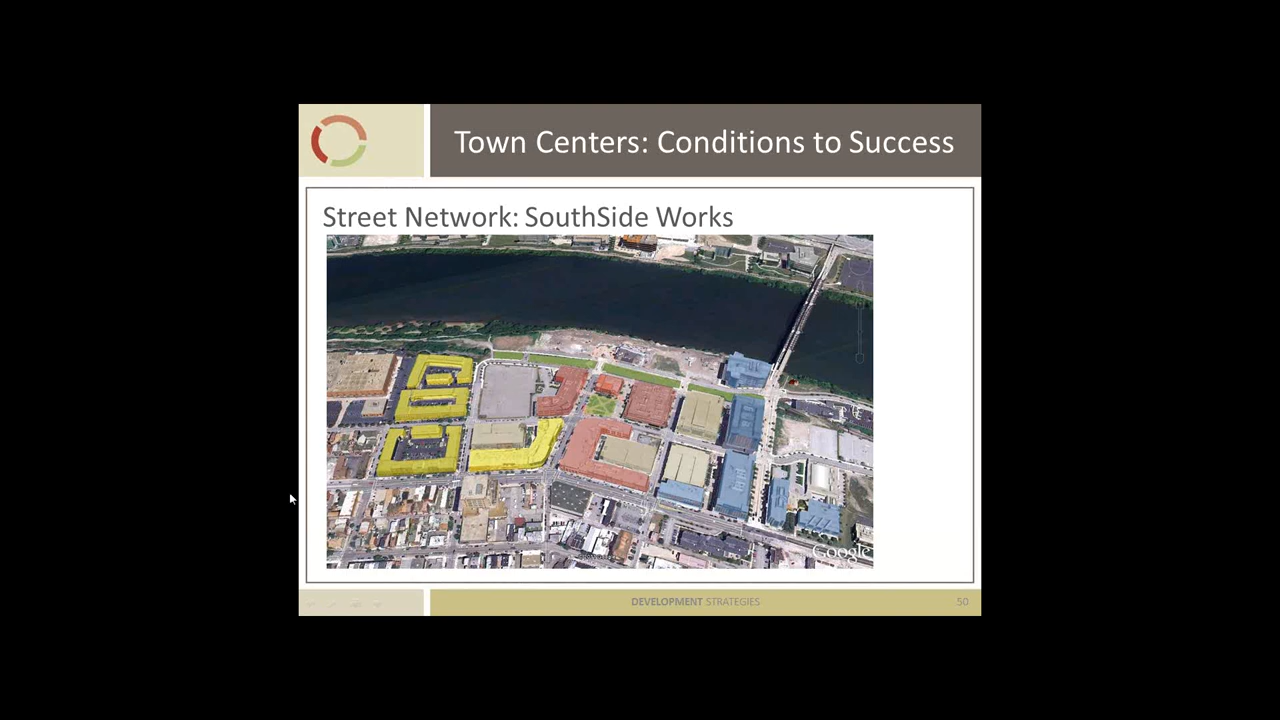 Town Centers: Conditions to Success
Street Network: SouthSide Works
Google
DEVELOPMENT STRATEGIES
50